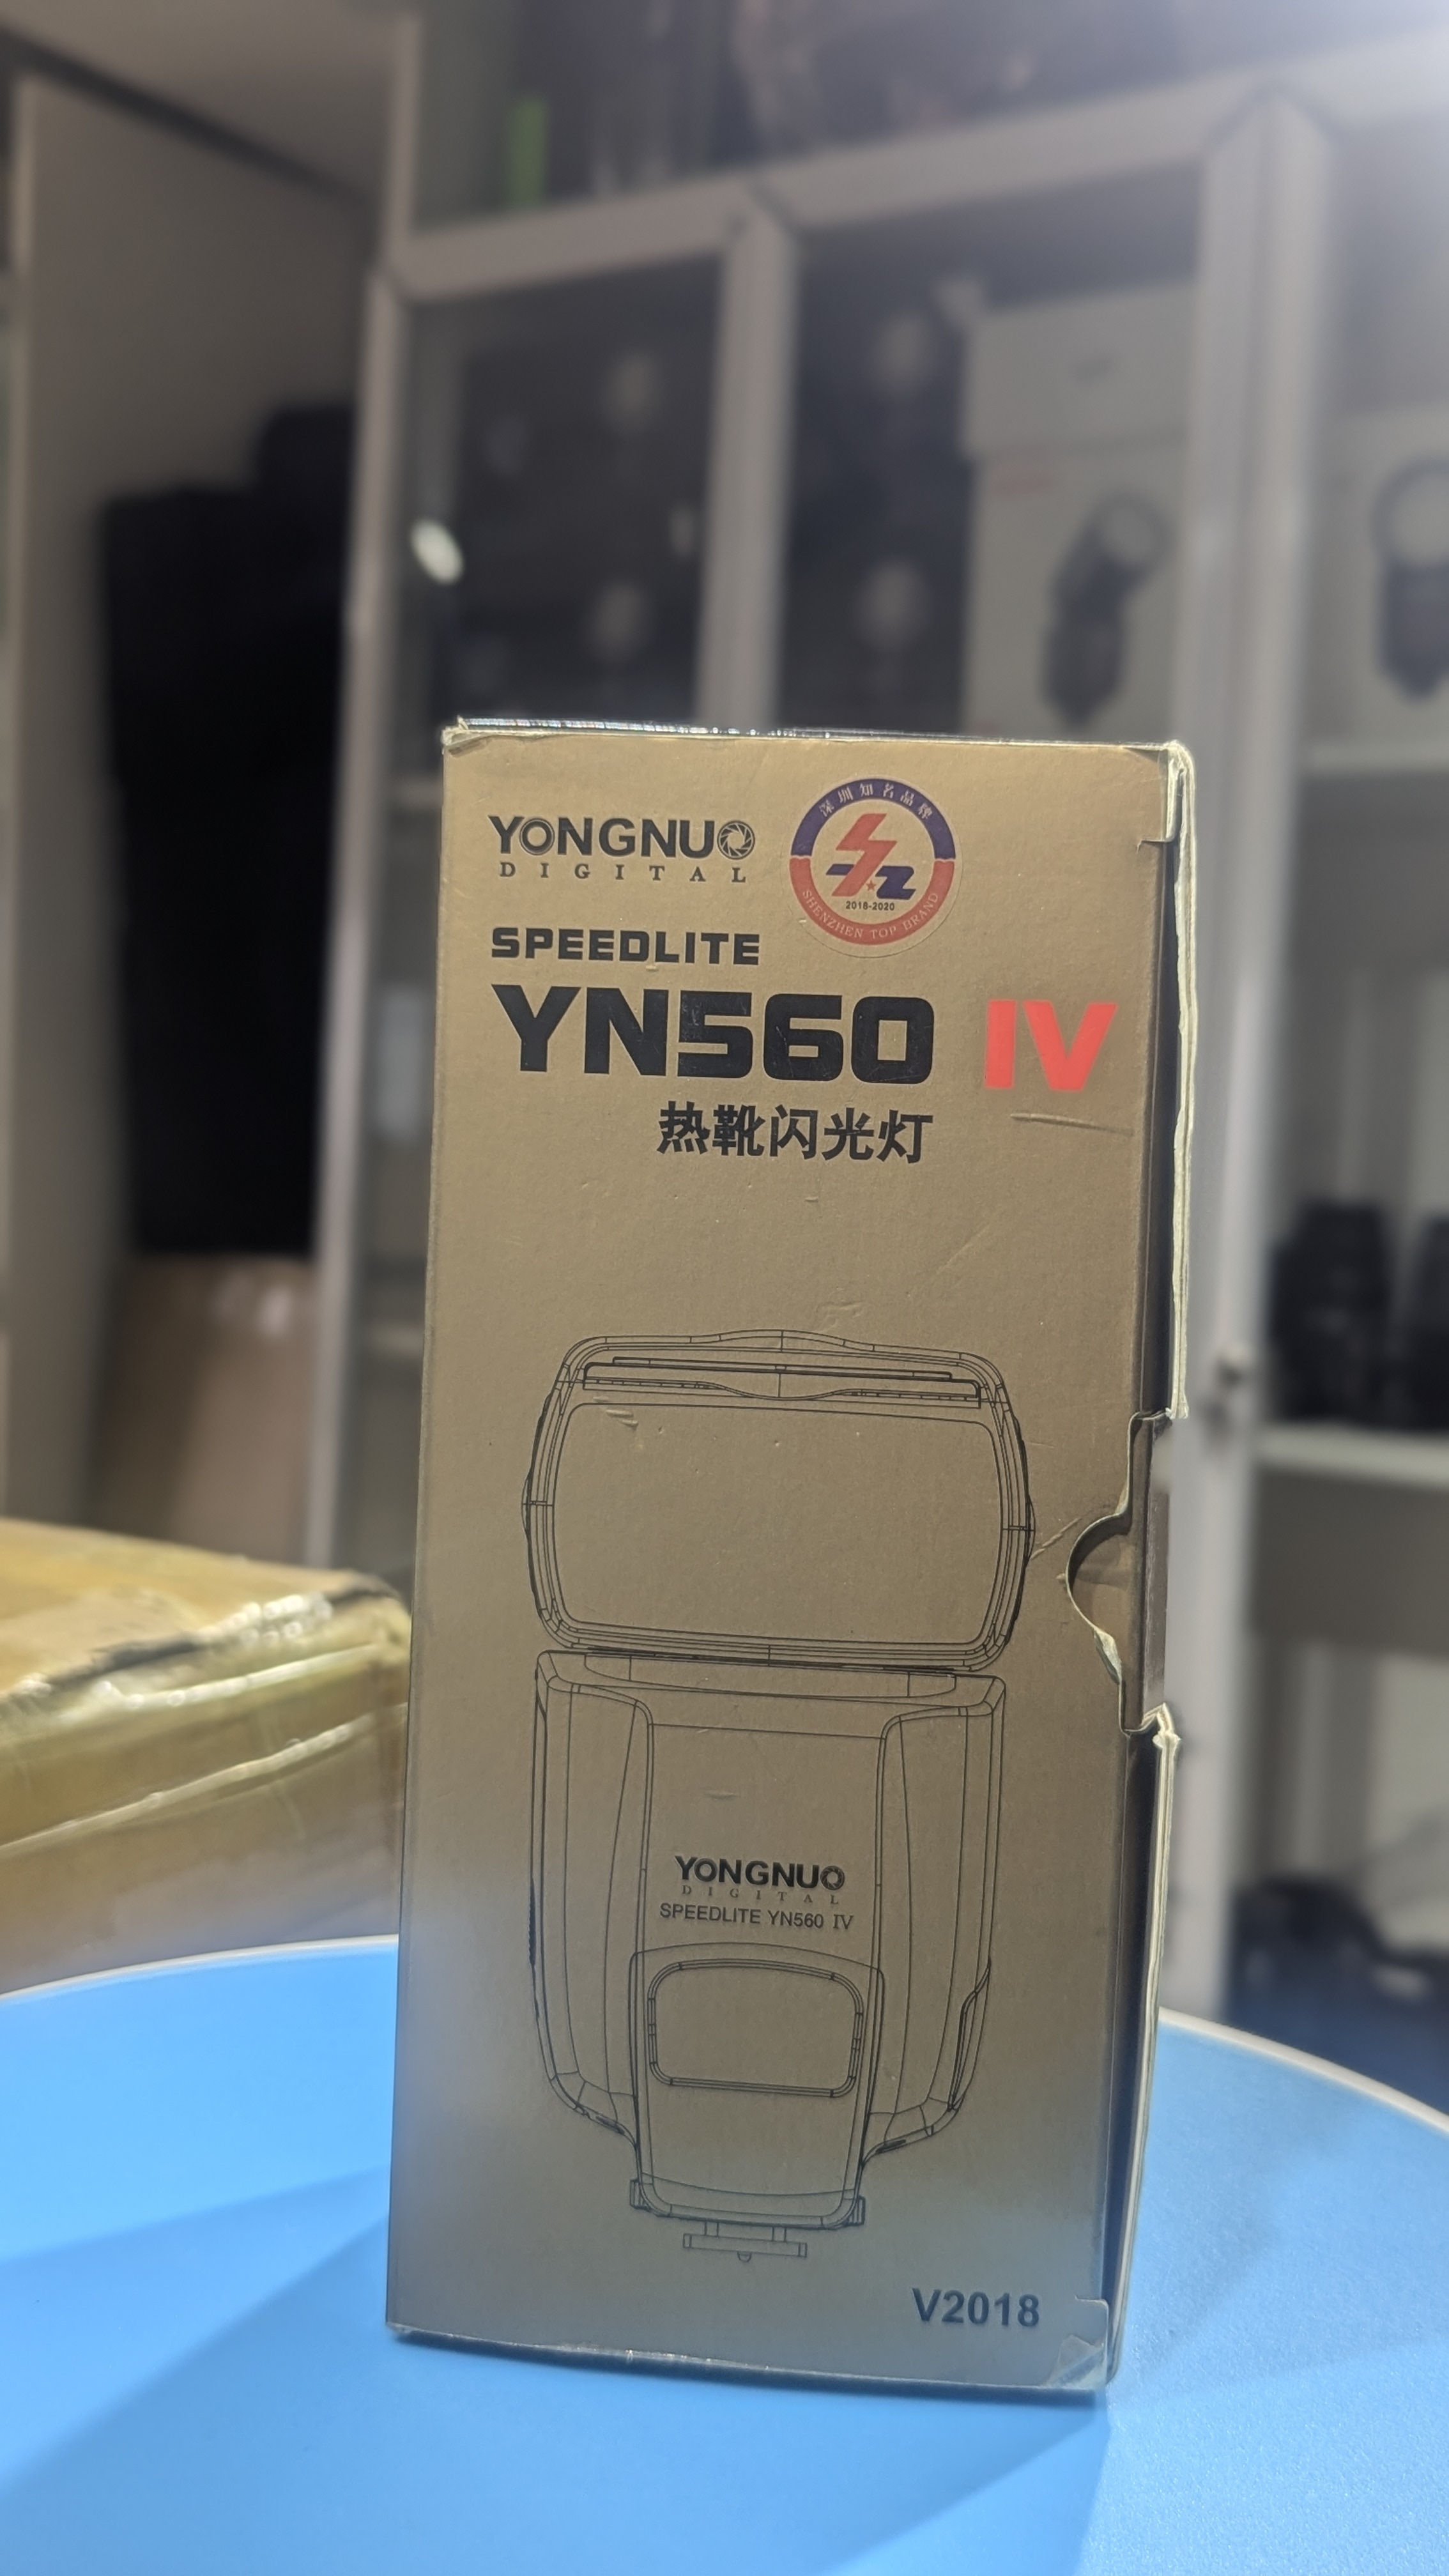 YONGNUO
DIGITAL
深圳知名品牌
SZ
2018-2020
SHENZHEN TOP BRAND
SPEEDLITE
YN560 IV
热靴闪光灯
YONGNUO
DIGITAL
SPEEDLITE YN560 IV
V2018